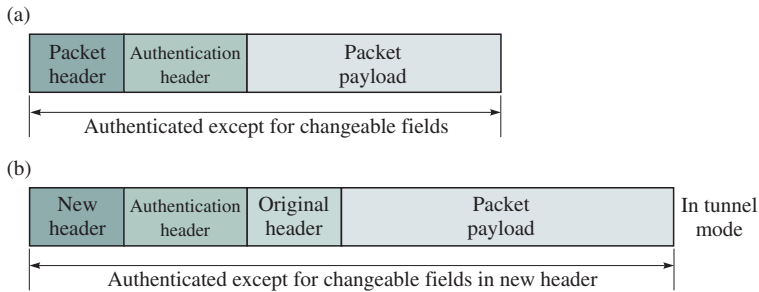 (a)
Packet header
Authentication header
Packet payload
Authenticated except for changeable fields
(b)
New header
Authentication header
Original header
Packet payload
In tunnel mode
Authenticated except for changeable fields in new header